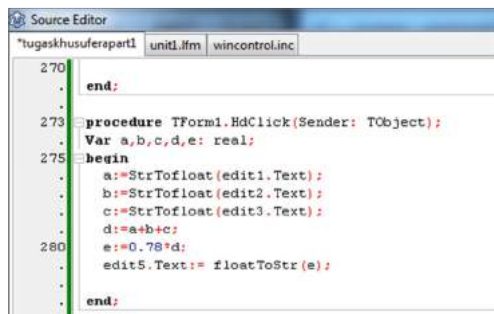 Source Editor
*tugaskhusuferapart1 unit1.lfm wincontrol.inc
270
. end;
.
273 procedure TForm1.HdClick(Sender: TObject);
. Var a,b,c,d,e: real;
275 begin
. a:=StrTofloat(edit1.Text);
. b:=StrTofloat(edit2.Text);
. c:=StrTofloat(edit3.Text);
. d:=a+b+c;
280 e:=0.78*d;
. edit5.Text:= floatToStr(e);
.
. end;